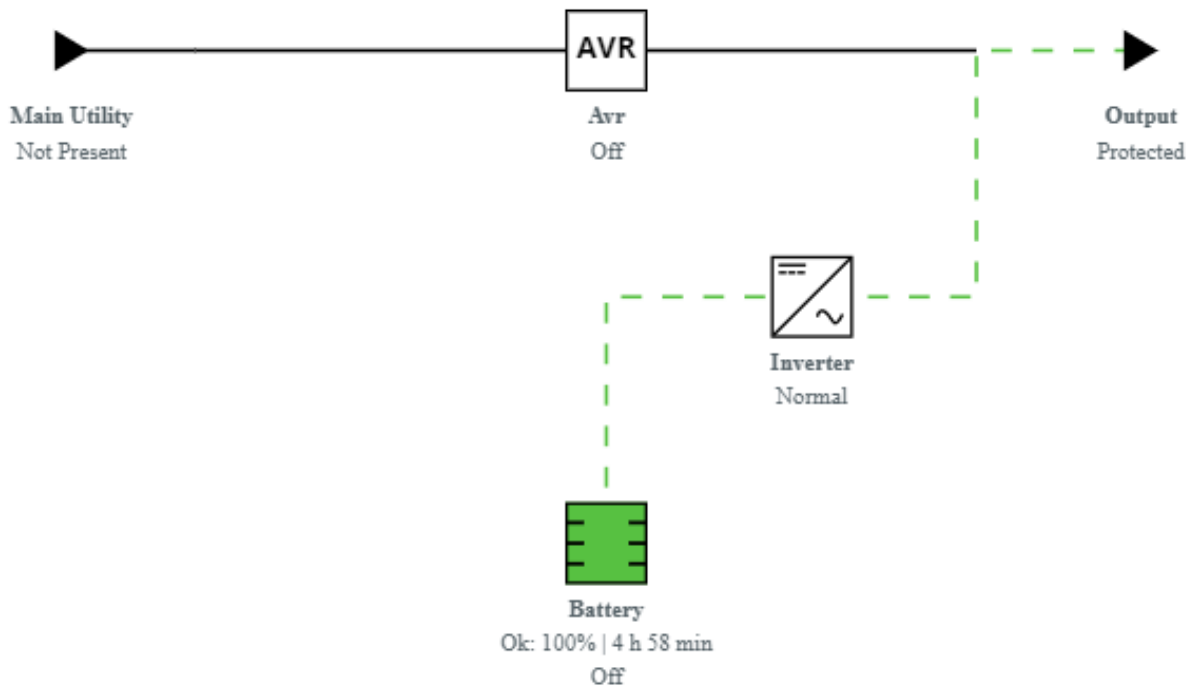 AVR
Main Utility
Not Present
Avr
Off
Output
Protected
Inverter
Normal
Battery
Ok: 100% | 4 h 58 min
Off